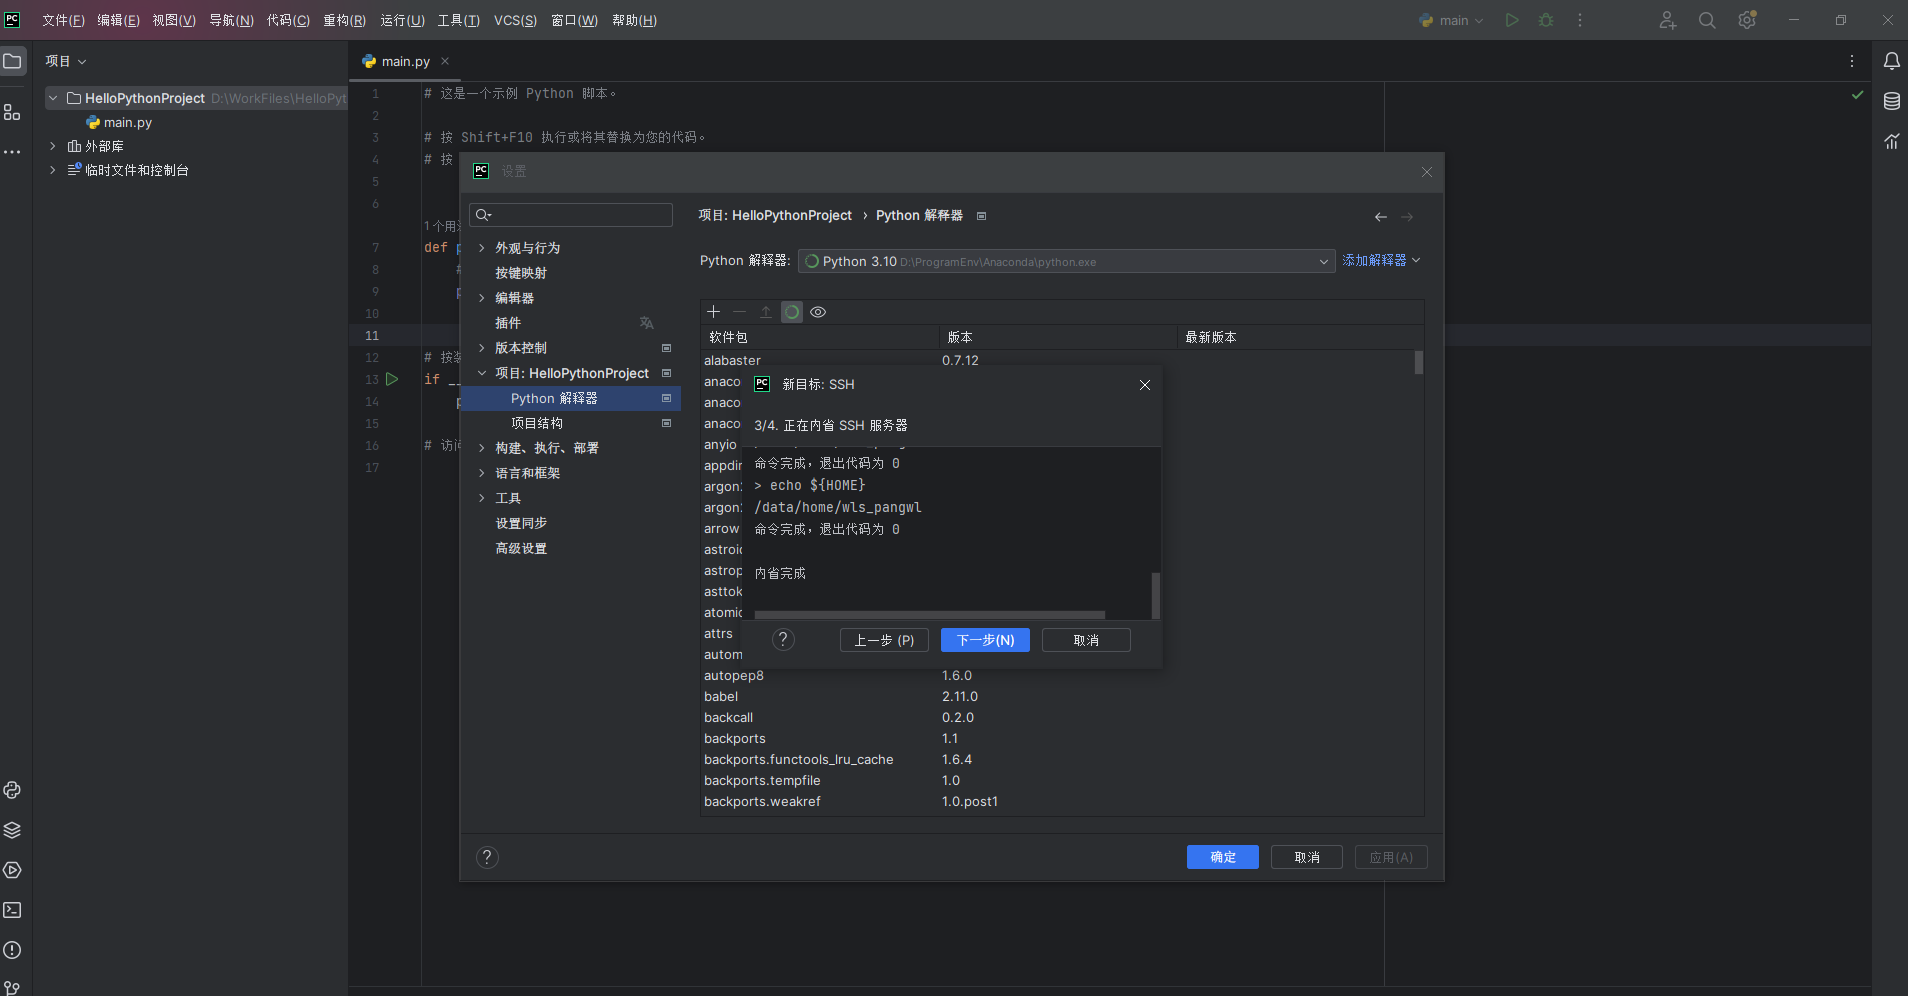 PC 文件(F) 编辑(E) 视图(V) 导航(N) 代码(C) 重构(R) 运行(U) 工具(T) VCS(S) 窗口(W) 帮助(H) main
项目
HelloPythonProject D:\WorkFiles\HelloPyt
main.py
外部库
临时文件和控制台
main.py
1 # 这是一个示例 Python 脚本。
2
3 # 按 Shift+F10 执行或将其替换为您的代码。
4 # 按
5
6
1 个用
7 def p
8 #
9 p
10
11
12 # 按
13 if __
14 p
15
16 # 访
17
PC 设置
外观与行为
按键映射
编辑器
插件
版本控制
项目: HelloPythonProject
Python 解释器
项目结构
构建、执行、部署
语言和框架
工具
设置同步
高级设置
项目: HelloPythonProject › Python 解释器
Python 解释器: Python 3.10 D:\ProgramEnv\Anaconda\python.exe 添加解释器
软件包 版本 最新版本
alabaster 0.7.12
anaco
anaco
anaco
anyio
appdir
argon
argon
arrow
astroid
astrop
asttok
atomic
attrs
autom
autopep8 1.6.0
babel 2.11.0
backcall 0.2.0
backports 1.1
backports.functools_lru_cache 1.6.4
backports.tempfile 1.0
backports.weakref 1.0.post1
PC 新目标: SSH
3/4. 正在内省 SSH 服务器
命令完成，退出代码为 0
> echo ${HOME}
/data/home/wls_pangwl
命令完成，退出代码为 0
内省完成
? 上一步 (P) 下一步(N) 取消
? 确定 取消 应用(A)